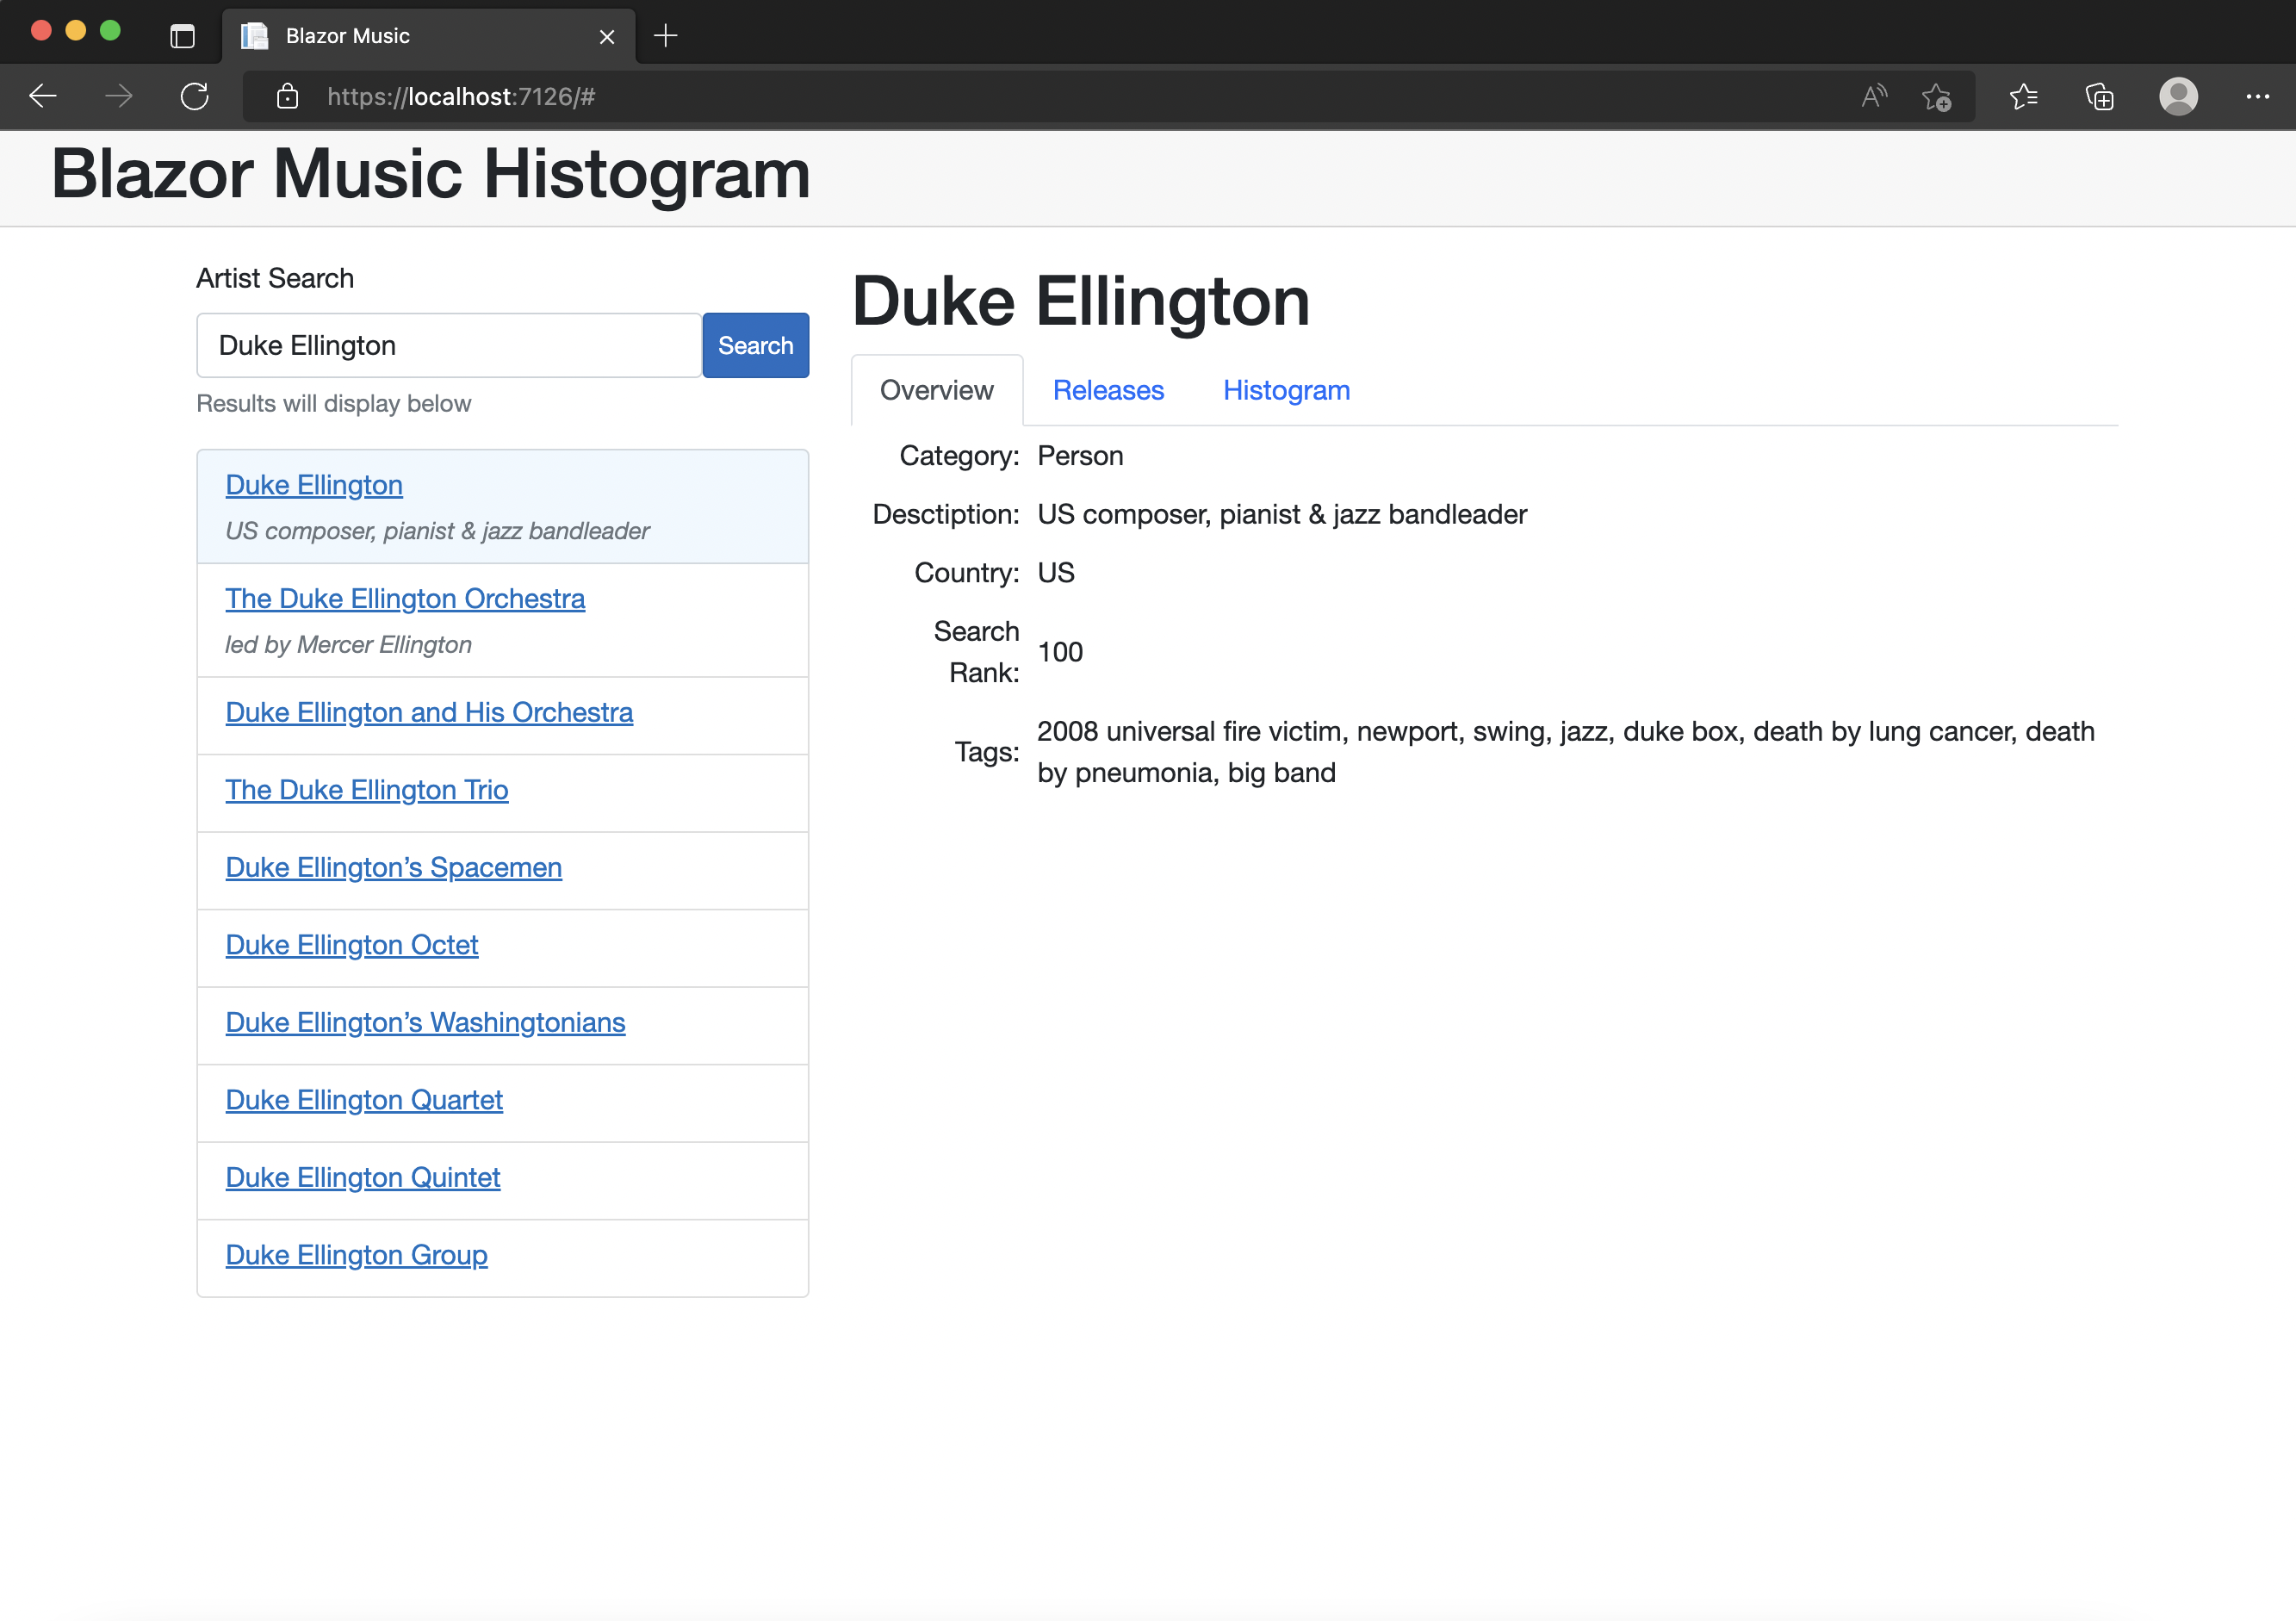 Blazor Music
https://localhost:7126/#
Blazor Music Histogram
Artist Search
Duke Ellington
Search
Results will display below
Duke Ellington
US composer, pianist & jazz bandleader
The Duke Ellington Orchestra
led by Mercer Ellington
Duke Ellington and His Orchestra
The Duke Ellington Trio
Duke Ellington’s Spacemen
Duke Ellington Octet
Duke Ellington’s Washingtonians
Duke Ellington Quartet
Duke Ellington Quintet
Duke Ellington Group
Duke Ellington
Overview Releases Histogram
Category: Person
Desctiption: US composer, pianist & jazz bandleader
Country: US
Search
Rank: 100
Tags: 2008 universal fire victim, newport, swing, jazz, duke box, death by lung cancer, death
by pneumonia, big band